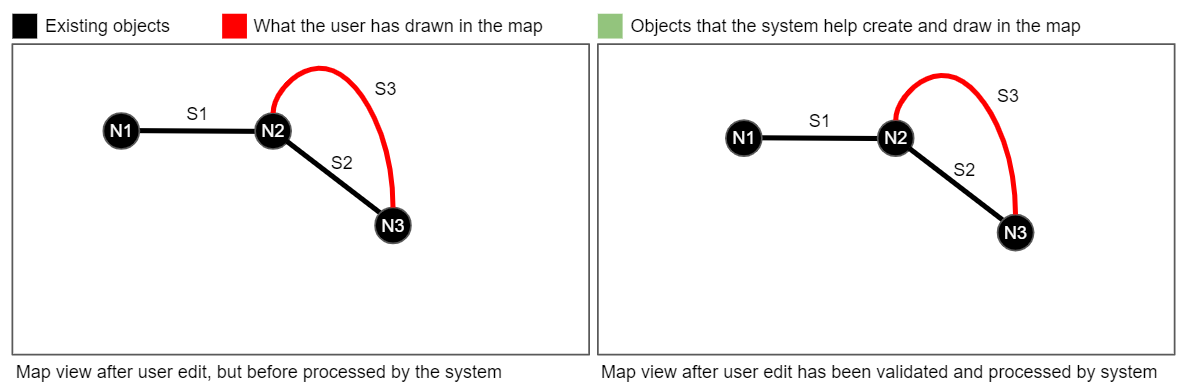 Existing objects
What the user has drawn in the map
Objects that the system help create and draw in the map
S3
S1
N1
N2
S2
N3
S3
S1
N1
N2
S2
N3
Map view after user edit, but before processed by the system
Map view after user edit has been validated and processed by system